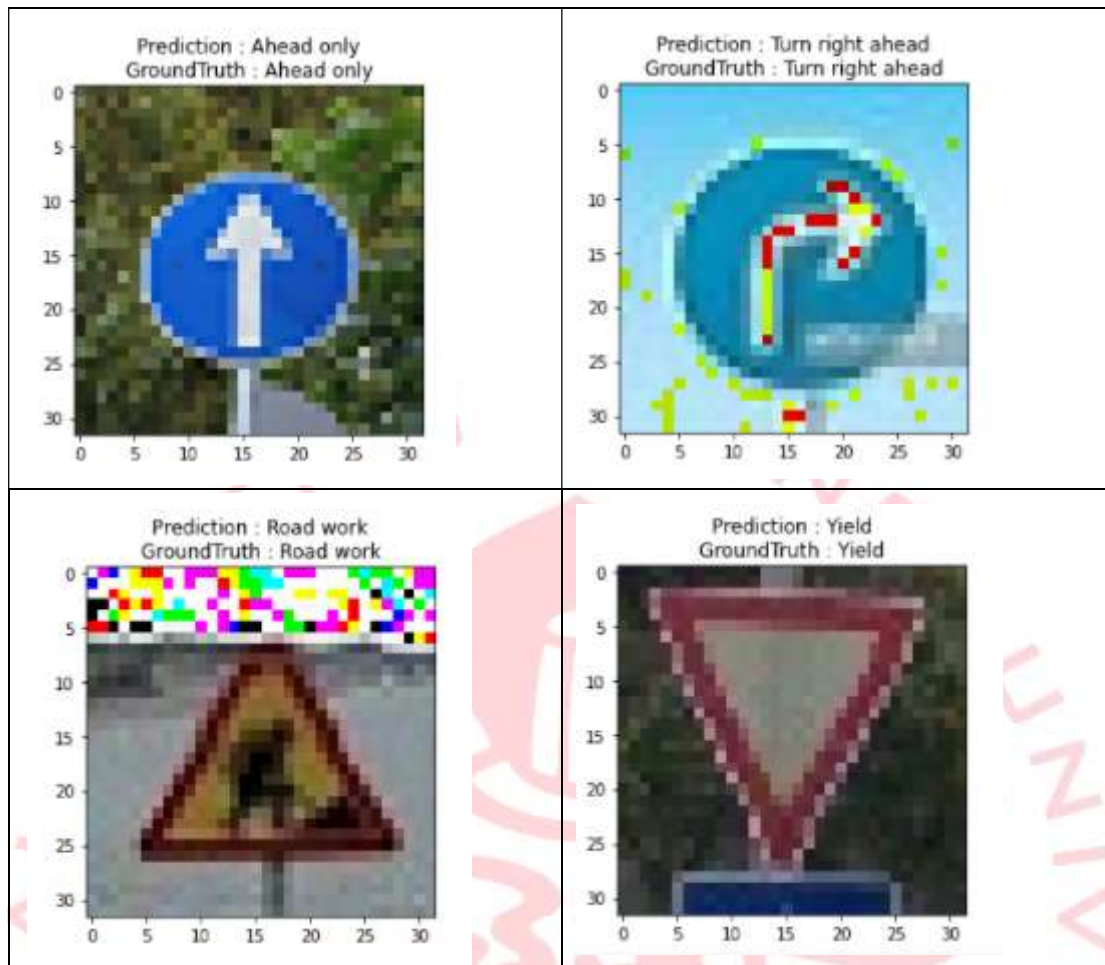 Prediction : Ahead only
GroundTruth : Ahead only
0
5
10
15
20
25
30
0 5 10 15 20 25 30
Prediction : Turn right ahead
GroundTruth : Turn right ahead
0
5
10
15
20
25
30
0 5 10 15 20 25 30
Prediction : Road work
GroundTruth : Road work
0
5
10
15
20
25
30
0 5 10 15 20 25 30
Prediction : Yield
GroundTruth : Yield
0
5
10
15
20
25
30
0 5 10 15 20 25 30
UNIV